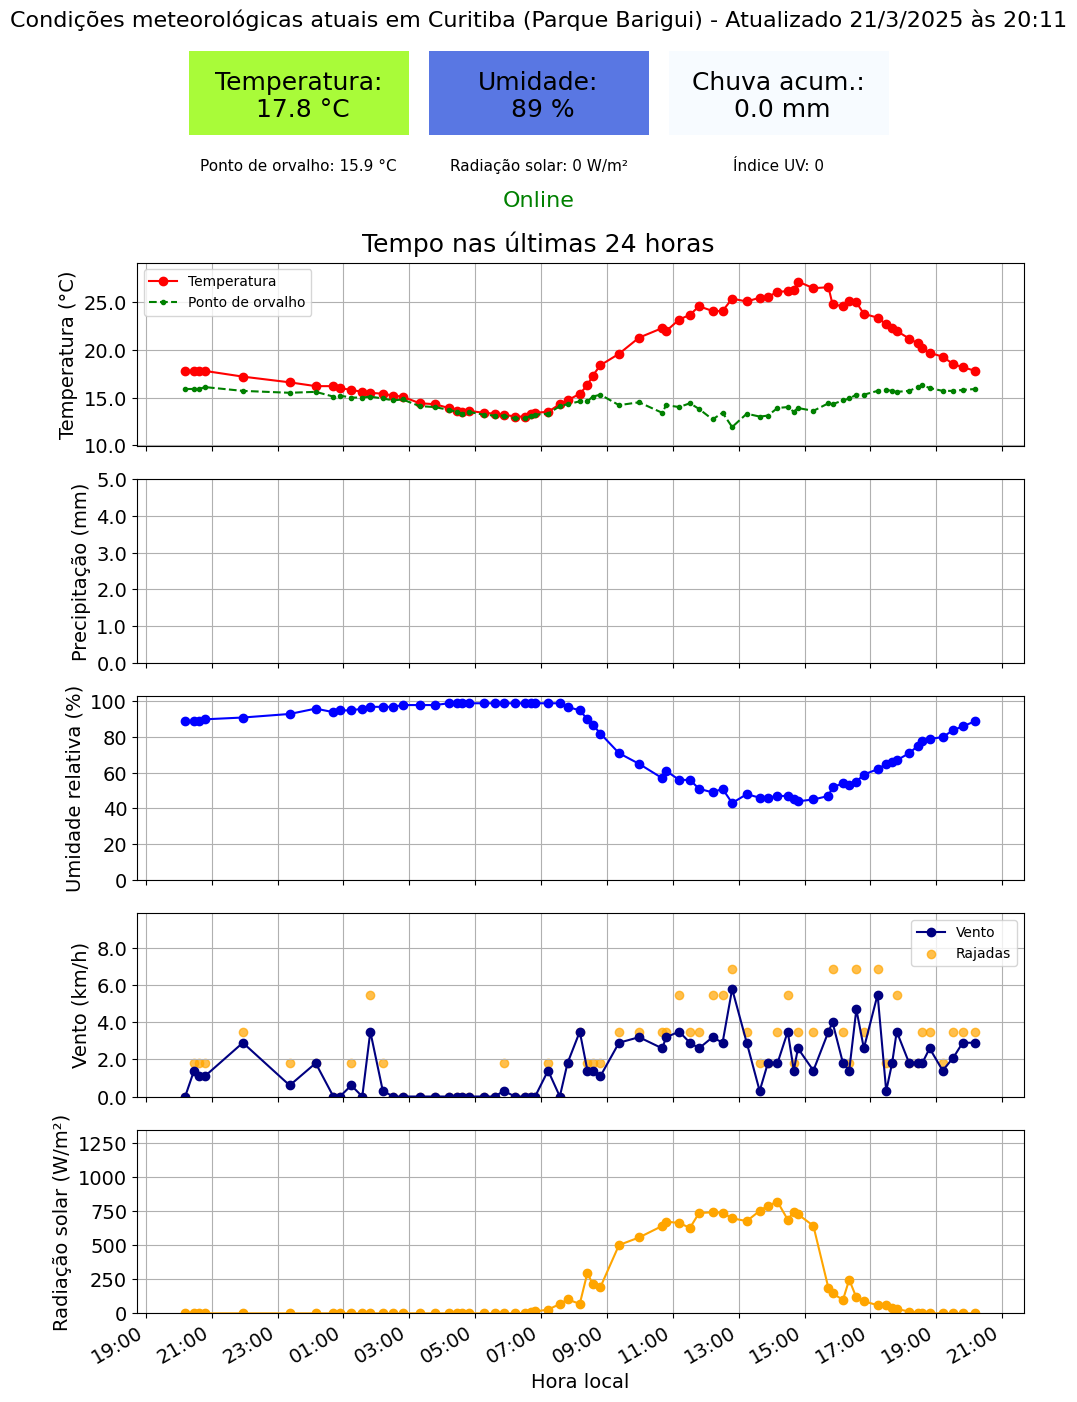 Condições meteorológicas atuais em Curitiba (Parque Barigui) - Atualizado 21/3/2025 às 20:11
Temperatura:
17.8 °C
Umidade:
89 %
Chuva acum.:
0.0 mm
Ponto de orvalho: 15.9 °C
Radiação solar: 0 W/m²
Índice UV: 0
Online
Tempo nas últimas 24 horas
Temperatura (°C)
25.0
20.0
15.0
10.0
Temperatura
Ponto de orvalho
Precipitação (mm)
5.0
4.0
3.0
2.0
1.0
0.0
Umidade relativa (%)
100
80
60
40
20
0
Vento (km/h)
8.0
6.0
4.0
2.0
0.0
Vento
Rajadas
Radiação solar (W/m²)
1250
1000
750
500
250
0
19:00
21:00
23:00
01:00
03:00
05:00
07:00
09:00
11:00
13:00
15:00
17:00
19:00
21:00
Hora local